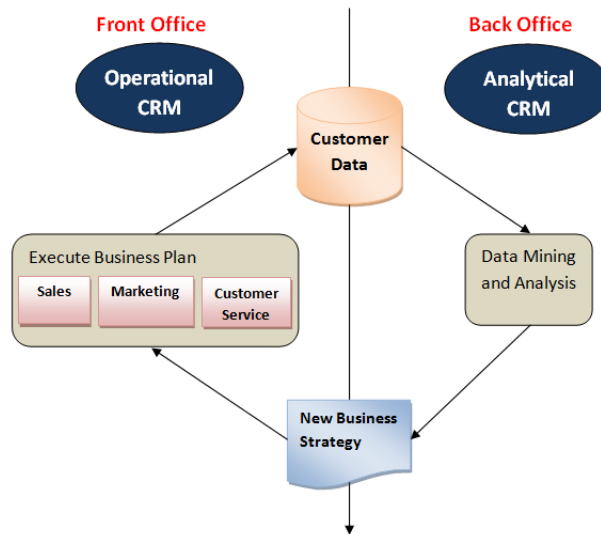 Front Office
Back Office
Operational
CRM
Analytical
CRM
Customer
Data
Execute Business Plan
Sales
Marketing
Customer
Service
Data Mining
and Analysis
New Business
Strategy